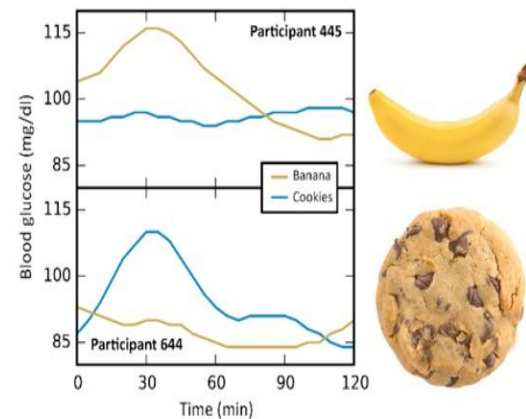 Blood glucose (mg/dl)
115
100
85
Participant 445
Banana
Cookies
115
100
85
Participant 644
0
30
60
90
120
Time (min)